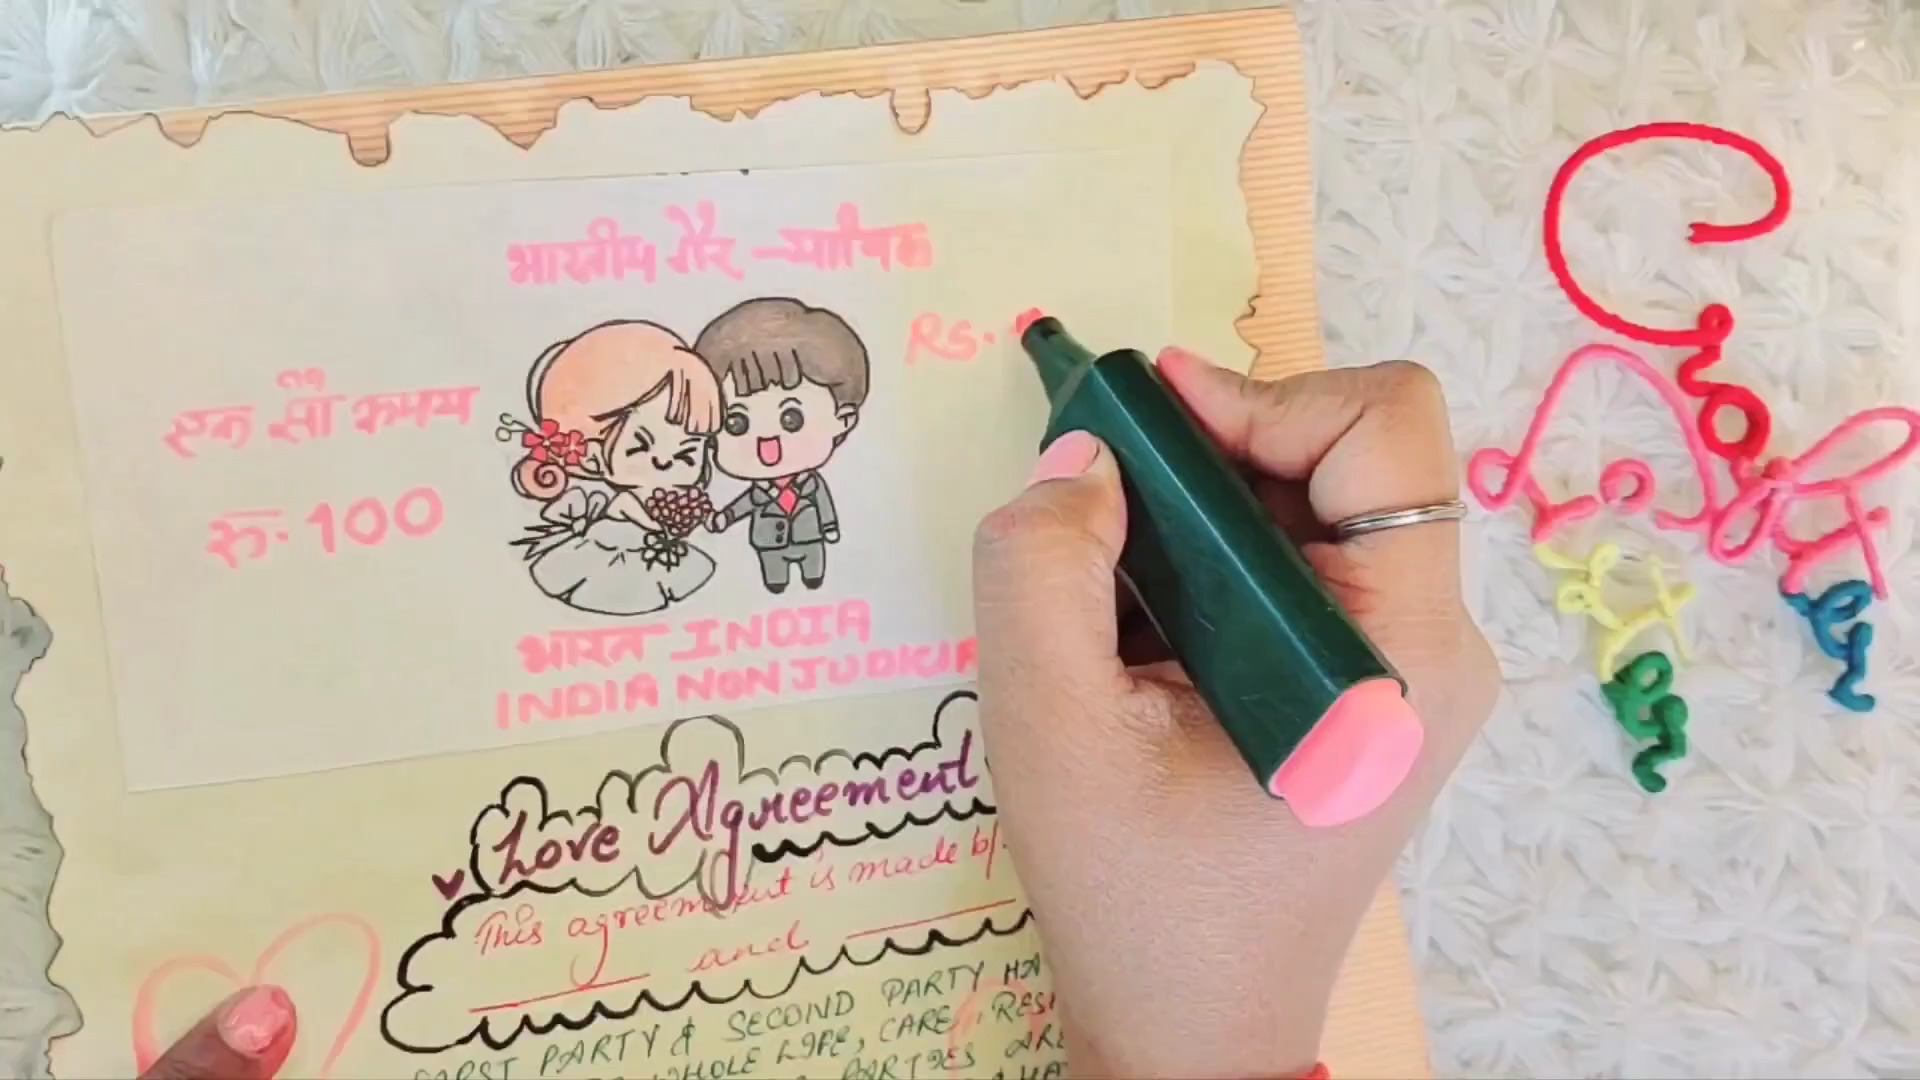 भारतीय गैर न्यायिक
Rs.
एक सौ रूपय
रु. 100
भारत INDIA
INDIA NON JUDICIA
Love Agreement
This agreement is made b/
and
FIRST PARTY & SECOND PARTY HA
WHOLE LIFE, CARE, RES
PARTIES ARE